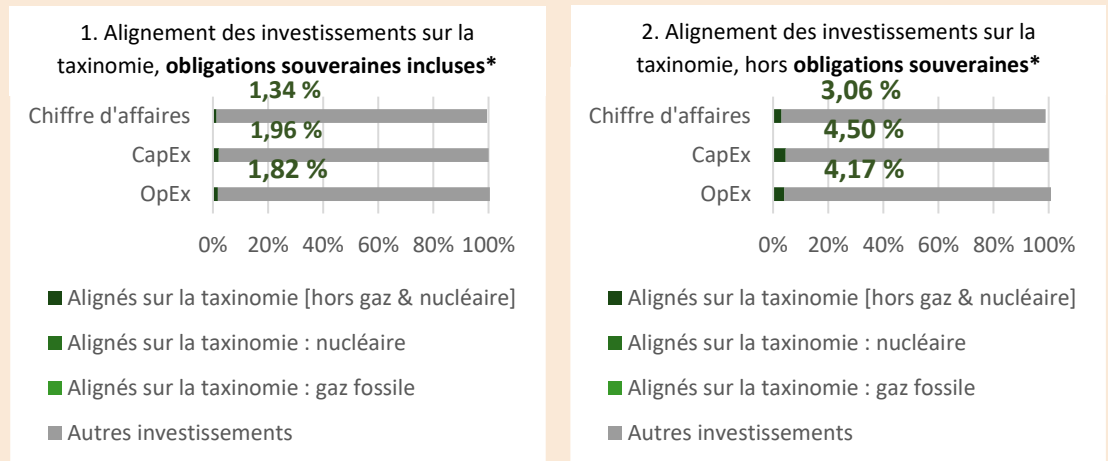 1. Alignement des investissements sur la
taxinomie, obligations souveraines incluses*
1,34 %
Chiffre d'affaires
1,96 %
CapEx
1,82 %
OpEx
0% 20% 40% 60% 80% 100%
Alignés sur la taxinomie [hors gaz & nucléaire]
Alignés sur la taxinomie : nucléaire
Alignés sur la taxinomie : gaz fossile
Autres investissements
2. Alignement des investissements sur la
taxinomie, hors obligations souveraines*
3,06 %
Chiffre d'affaires
4,50 %
CapEx
4,17 %
OpEx
0% 20% 40% 60% 80% 100%
Alignés sur la taxinomie [hors gaz & nucléaire]
Alignés sur la taxinomie : nucléaire
Alignés sur la taxinomie : gaz fossile
Autres investissements